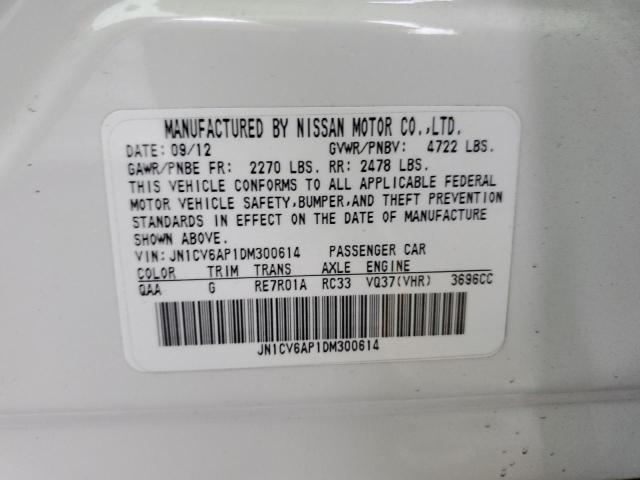 MANUFACTURED BY NISSAN MOTOR CO.,LTD.
DATE: 09/12 GVWR/PNBV: 4722 LBS.
GAWR/PNBE FR: 2270 LBS. RR: 2478 LBS.
THIS VEHICLE CONFORMS TO ALL APPLICABLE FEDERAL
MOTOR VEHICLE SAFETY,BUMPER,AND THEFT PREVENTION
STANDARDS IN EFFECT ON THE DATE OF MANUFACTURE
SHOWN ABOVE.
VIN: JN1CV6AP1DM300614 PASSENGER CAR
COLOR TRIM TRANS AXLE ENGINE
QAA G RE7R01A RC33 VQ37(VHR) 3696CC
JN1CV6AP1DM300614